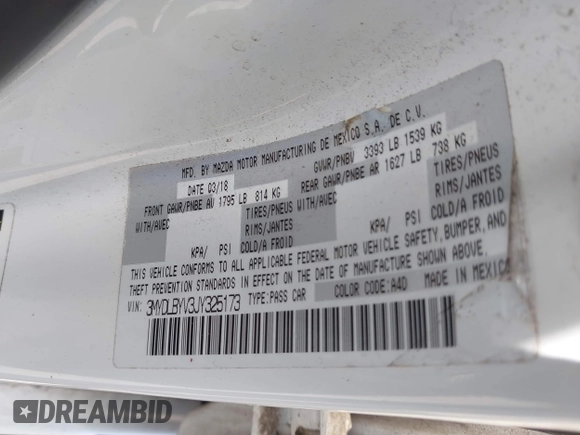 MFD. BY MAZDA MOTOR MANUFACTURING DE MEXICO S.A. DE C.V.
DATE 03/18 GVWR/PNBV 3393 LB 1539 KG
FRONT GAWR/PNBE AV 1795 LB 814 KG REAR GAWR/PNBE AR 1627 LB 738 KG
WITH/AVEC TIRES/PNEUS WITH/AVEC TIRES/PNEUS
RIMS/JANTES RIMS/JANTES
KPA/ PSI COLD/A FROID KPA/ PSI COLD/A FROID
THIS VEHICLE CONFORMS TO ALL APPLICABLE FEDERAL MOTOR VEHICLE SAFETY, BUMPER, AND
THEFT PREVENTION STANDARDS IN EFFECT ON THE DATE OF MANUFACTURE SHOWN ABOVE.
VIN: 3MYDLBYV3JY325173 TYPE:PASS CAR COLOR CODE:A4D MADE IN MEXICO
DREAMBID